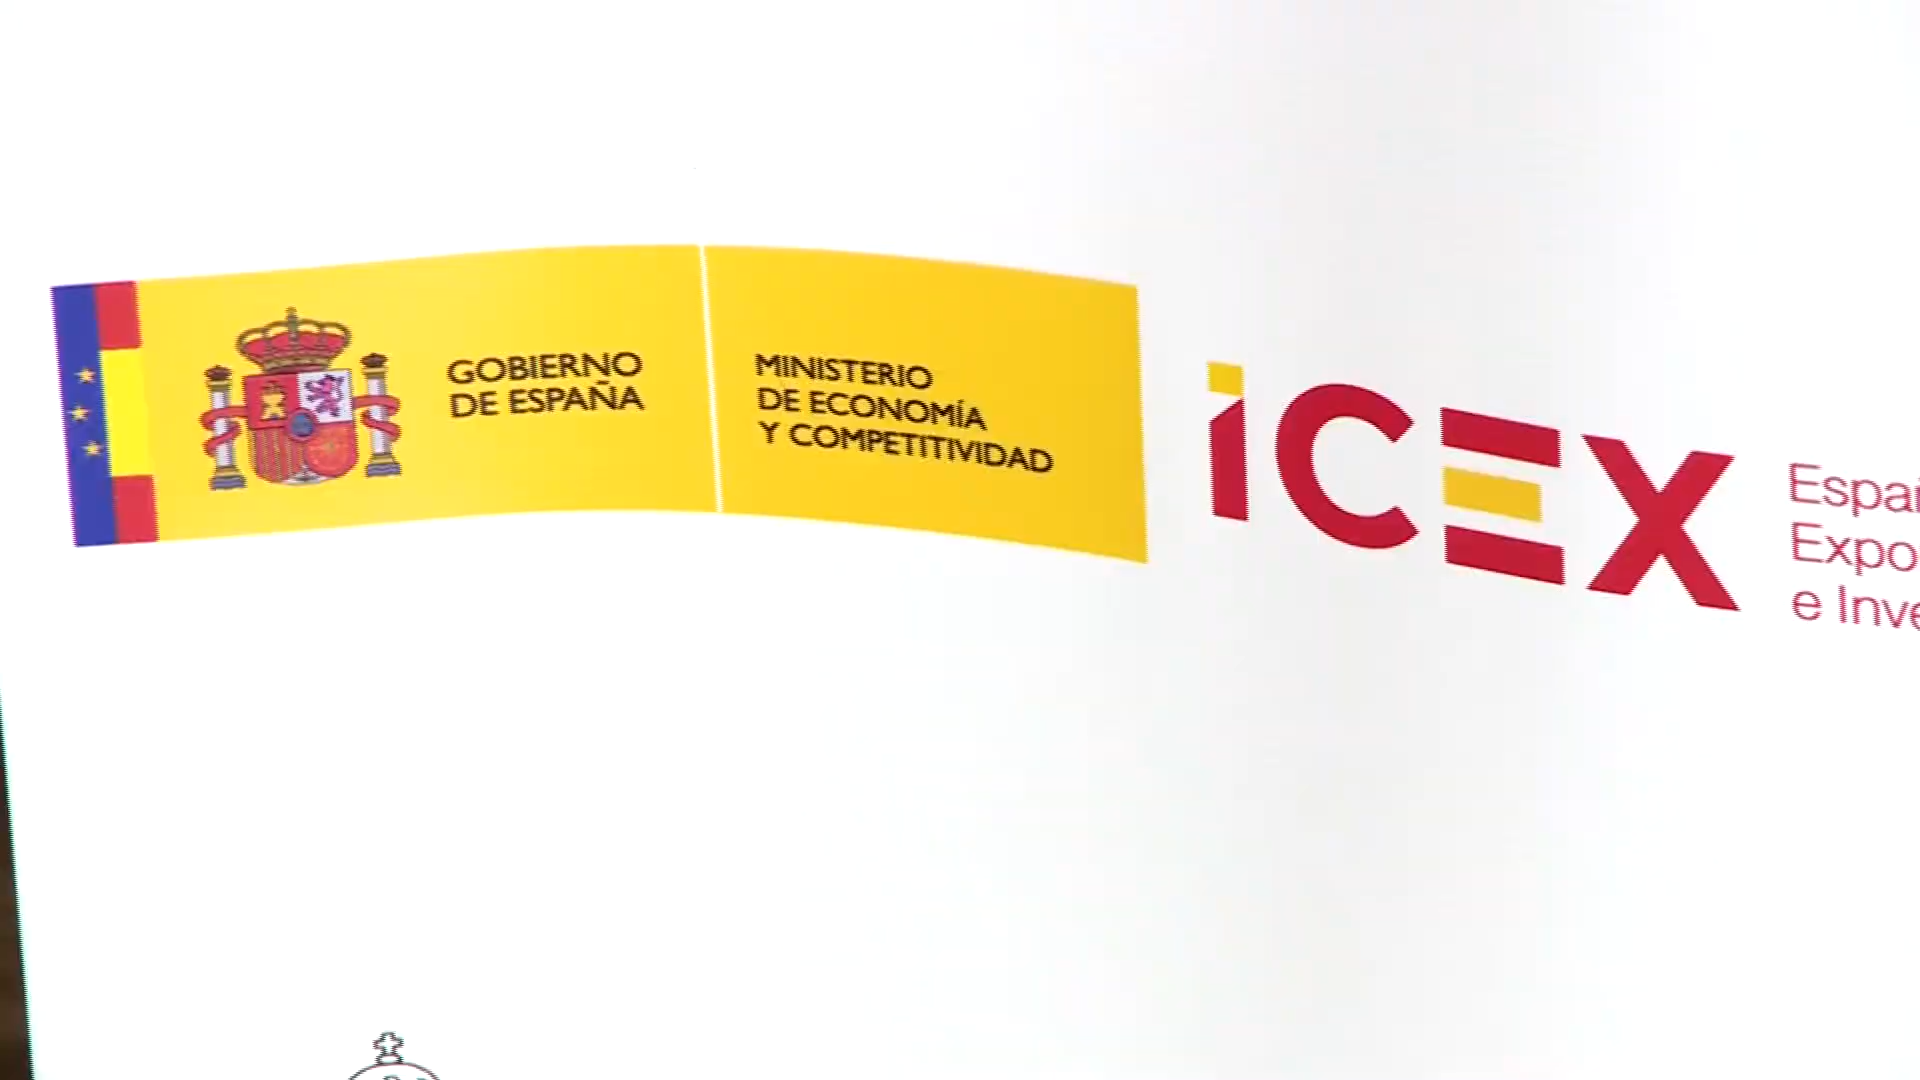 GOBIERNO
DE ESPAÑA
MINISTERIO
DE ECONOMÍA
Y COMPETITIVIDAD
iCEX
e